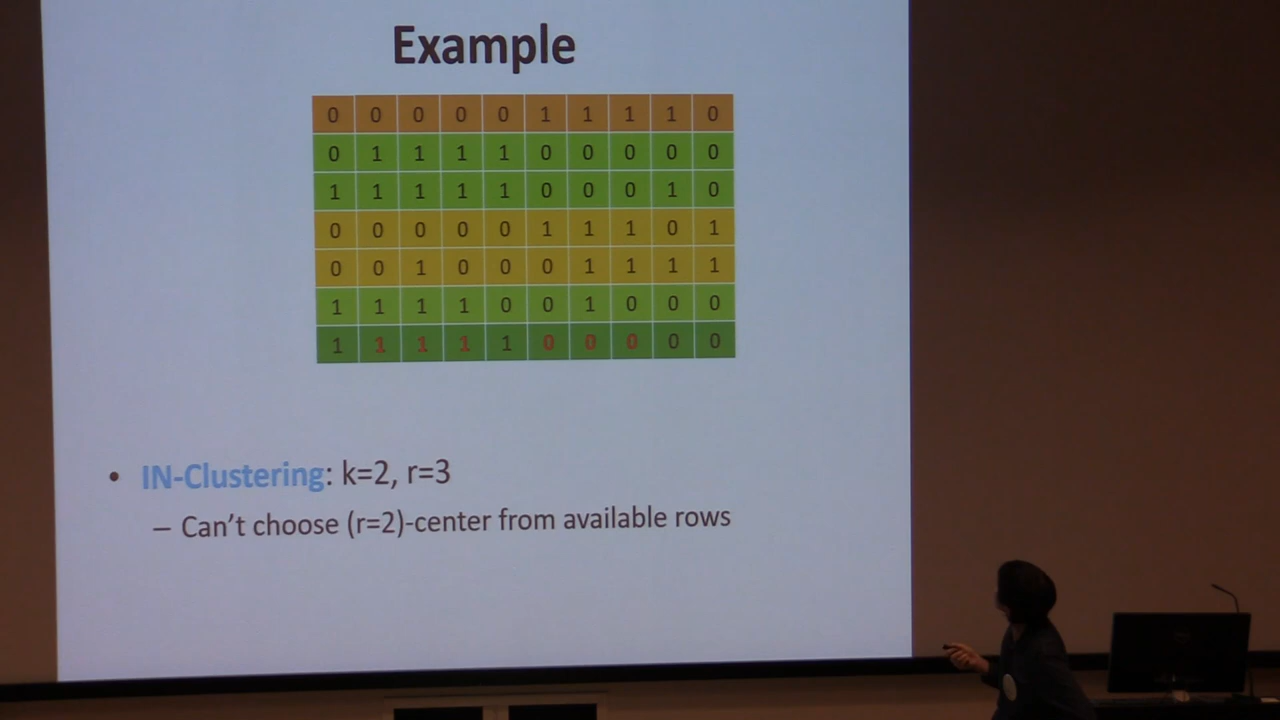 Example
0 0 0 0 0 1 1 1 1 0
0 1 1 1 1 0 0 0 0 0
1 1 1 1 1 0 0 0 1 0
0 0 0 0 0 1 1 1 0 1
0 0 1 0 0 0 1 1 1 1
1 1 1 1 0 0 1 0 0 0
1 1 1 1 1 0 0 0 0 0
• IN-Clustering: k=2, r=3
– Can't choose (r=2)-center from available rows